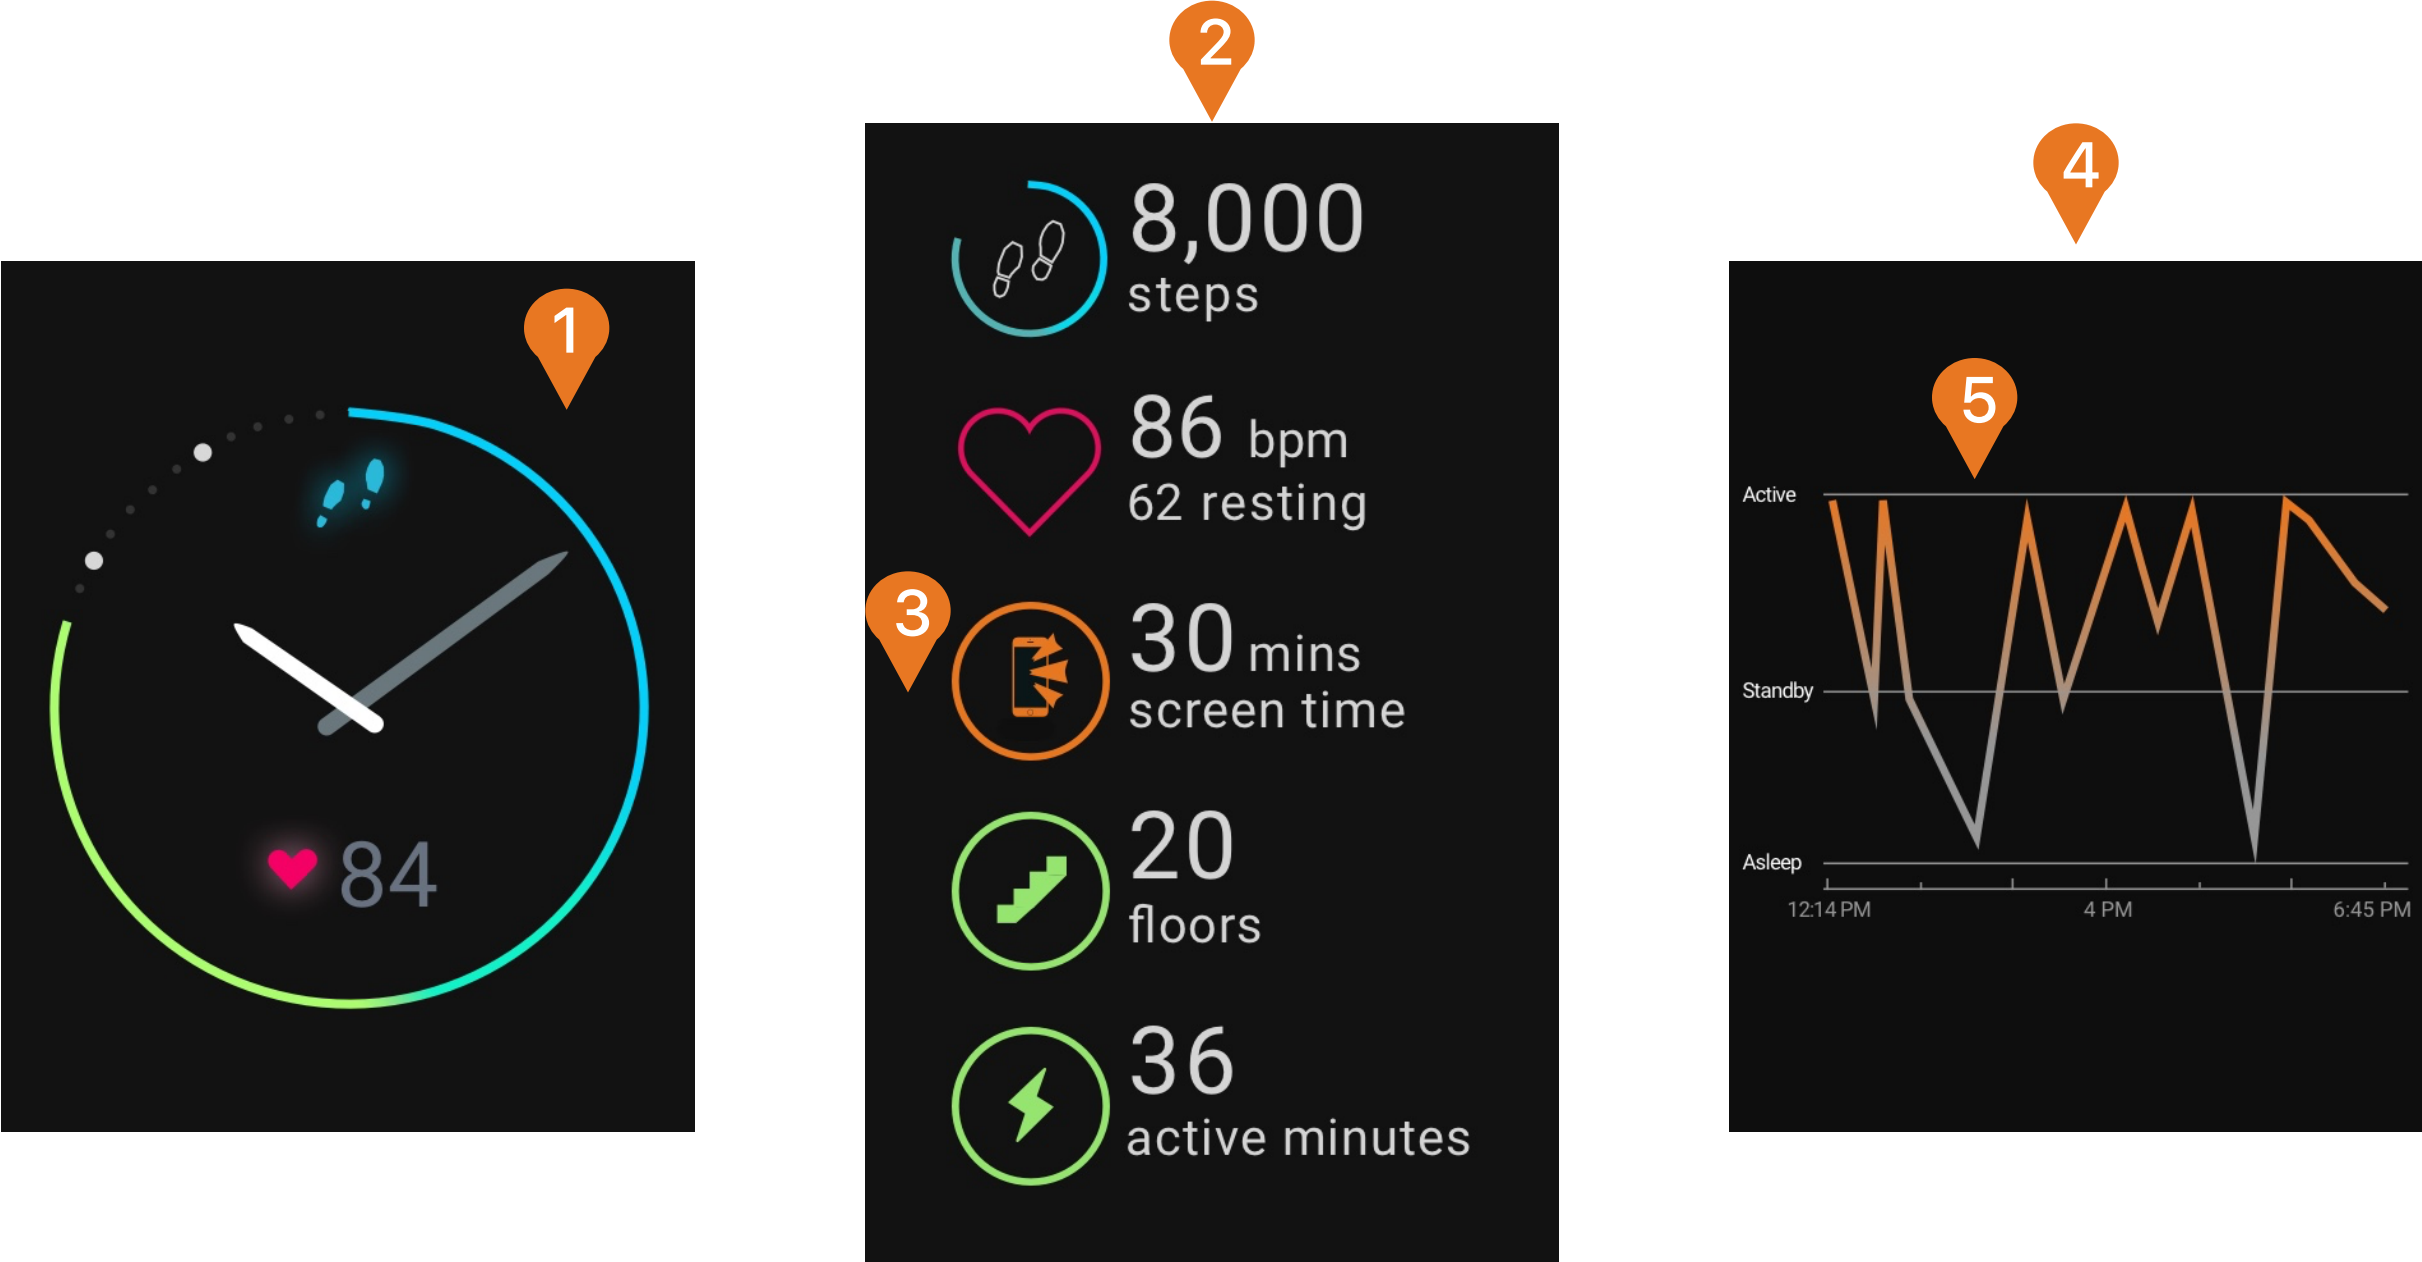 1
84
2
8,000
steps
86 bpm
62 resting
3
30 mins
screen time
20
floors
36
active minutes
4
5
Active
Standby
Asleep
12:14 PM 4 PM 6:45 PM